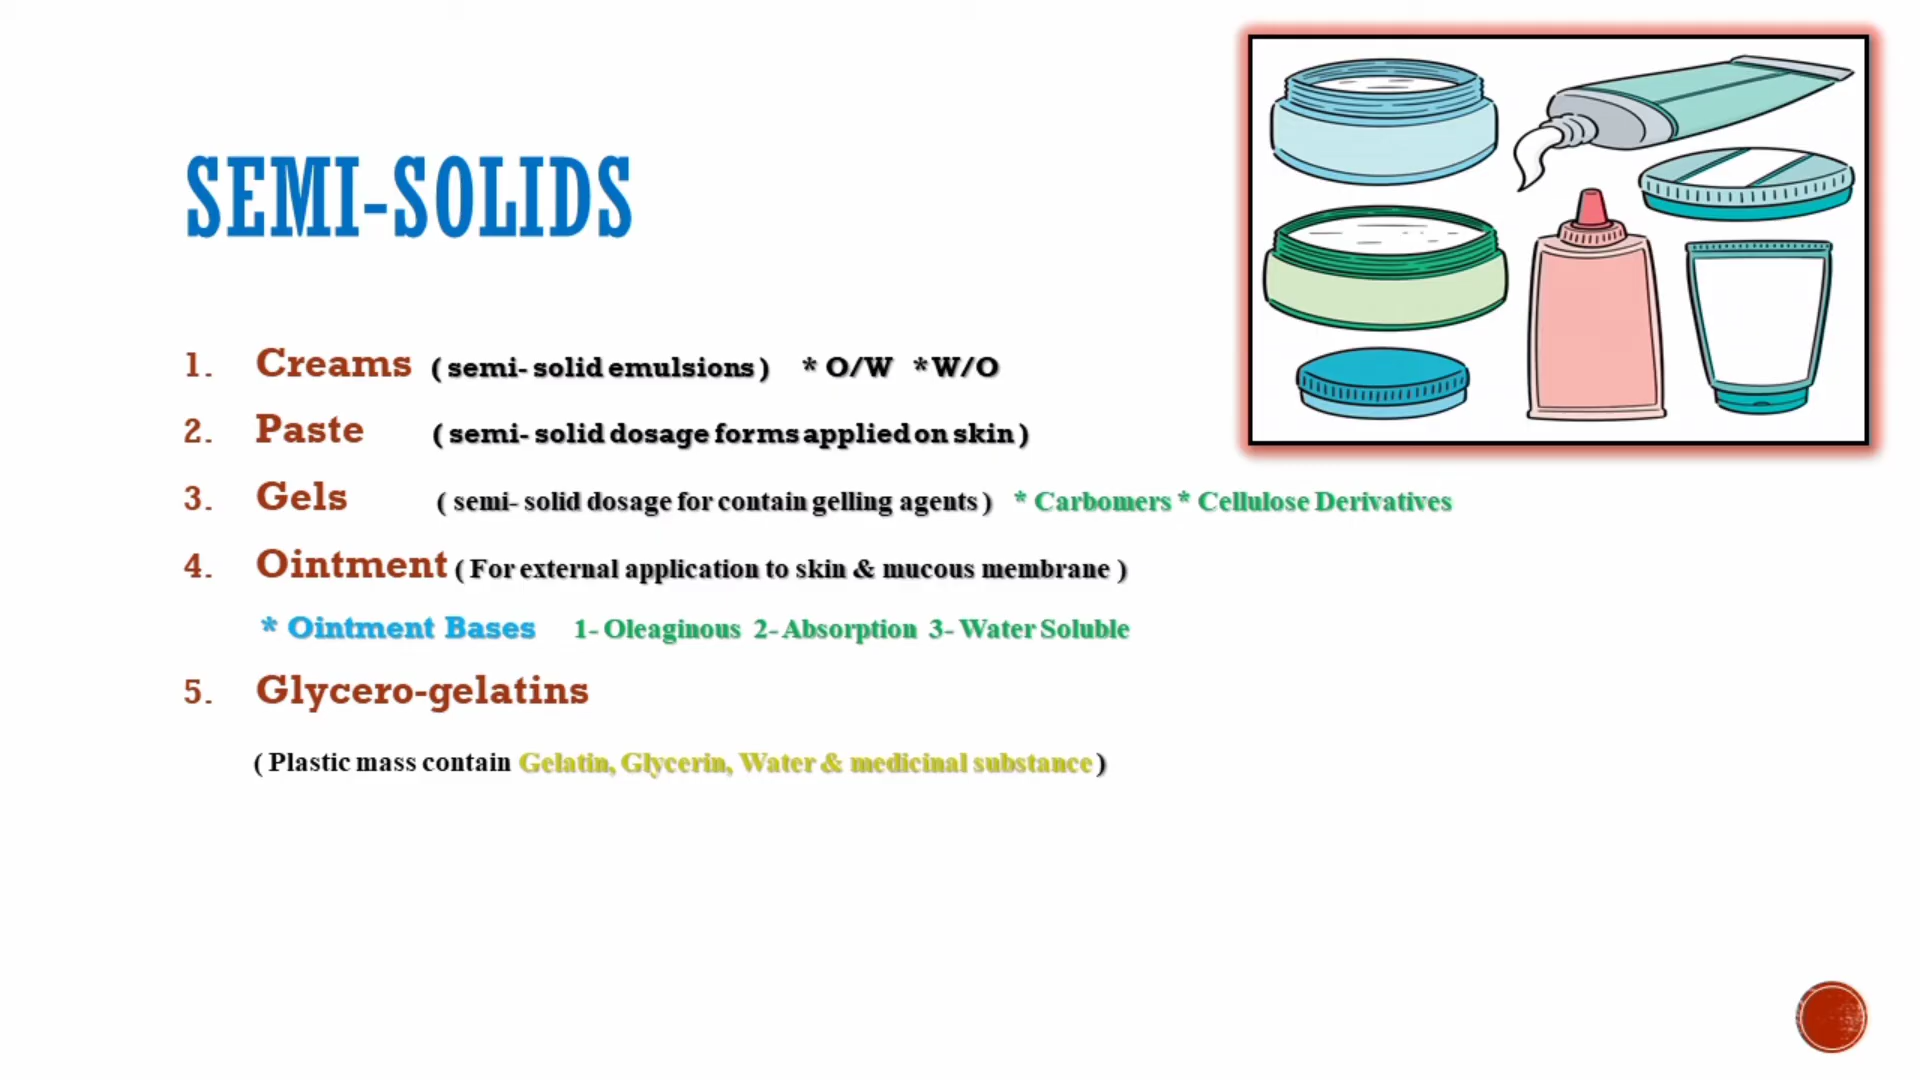 SEMI-SOLIDS
1. Creams ( semi- solid emulsions ) * O/W * W/O
2. Paste ( semi- solid dosage forms applied on skin )
3. Gels ( semi- solid dosage for contain gelling agents ) * Carbomers * Cellulose Derivatives
4. Ointment ( For external application to skin & mucous membrane )
* Ointment Bases 1- Oleaginous 2- Absorption 3- Water Soluble
5. Glycero-gelatins
( Plastic mass contain Gelatin, Glycerin, Water & medicinal substance )